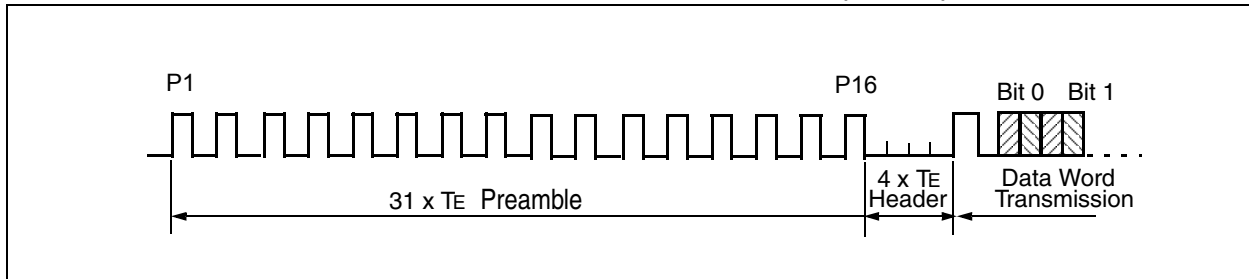 P1
P16
Bit 0 Bit 1
31 x TE Preamble
4 x TE
Header
Data Word
Transmission